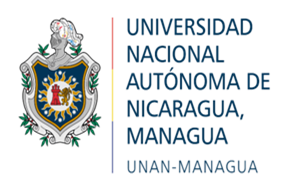 UNIVERSIDAD
NACIONAL
AUTÓNOMA DE
NICARAGUA,
MANAGUA
UNAN-MANAGUA